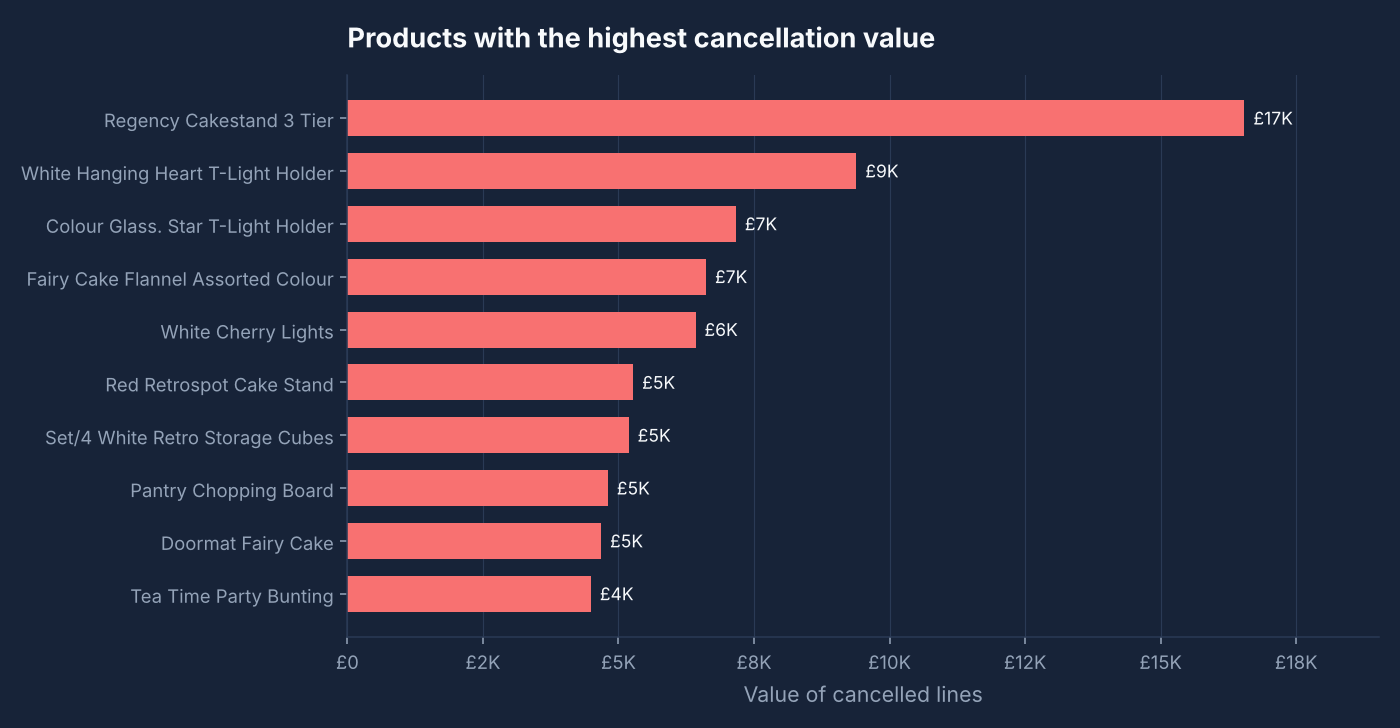 Products with the highest cancellation value
Regency Cakestand 3 Tier £17K
White Hanging Heart T-Light Holder £9K
Colour Glass. Star T-Light Holder £7K
Fairy Cake Flannel Assorted Colour £7K
White Cherry Lights £6K
Red Retrospot Cake Stand £5K
Set/4 White Retro Storage Cubes £5K
Pantry Chopping Board £5K
Doormat Fairy Cake £5K
Tea Time Party Bunting £4K
£0 £2K £5K £8K £10K £12K £15K £18K
Value of cancelled lines